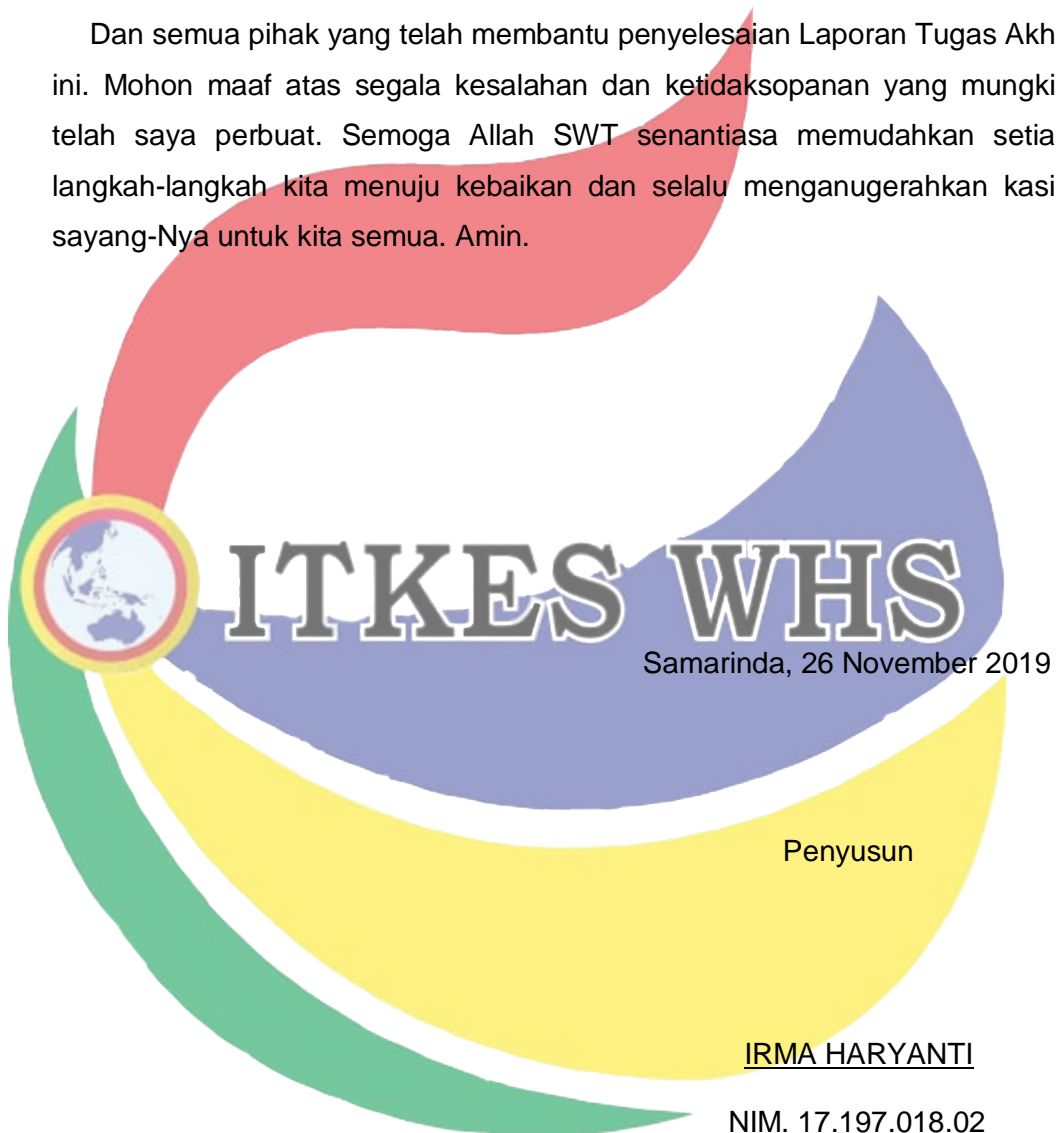 Dan semua pihak yang telah membantu penyelesaian Laporan Tugas Akh
ini. Mohon maaf atas segala kesalahan dan ketidaksopanan yang mungki
telah saya perbuat. Semoga Allah SWT senantiasa memudahkan setia
langkah-langkah kita menuju kebaikan dan selalu menganugerahkan kasi
sayang-Nya untuk kita semua. Amin.
ITKES WHS
Samarinda, 26 November 2019
Penyusun
IRMA HARYANTI
NIM. 17.197.018.02